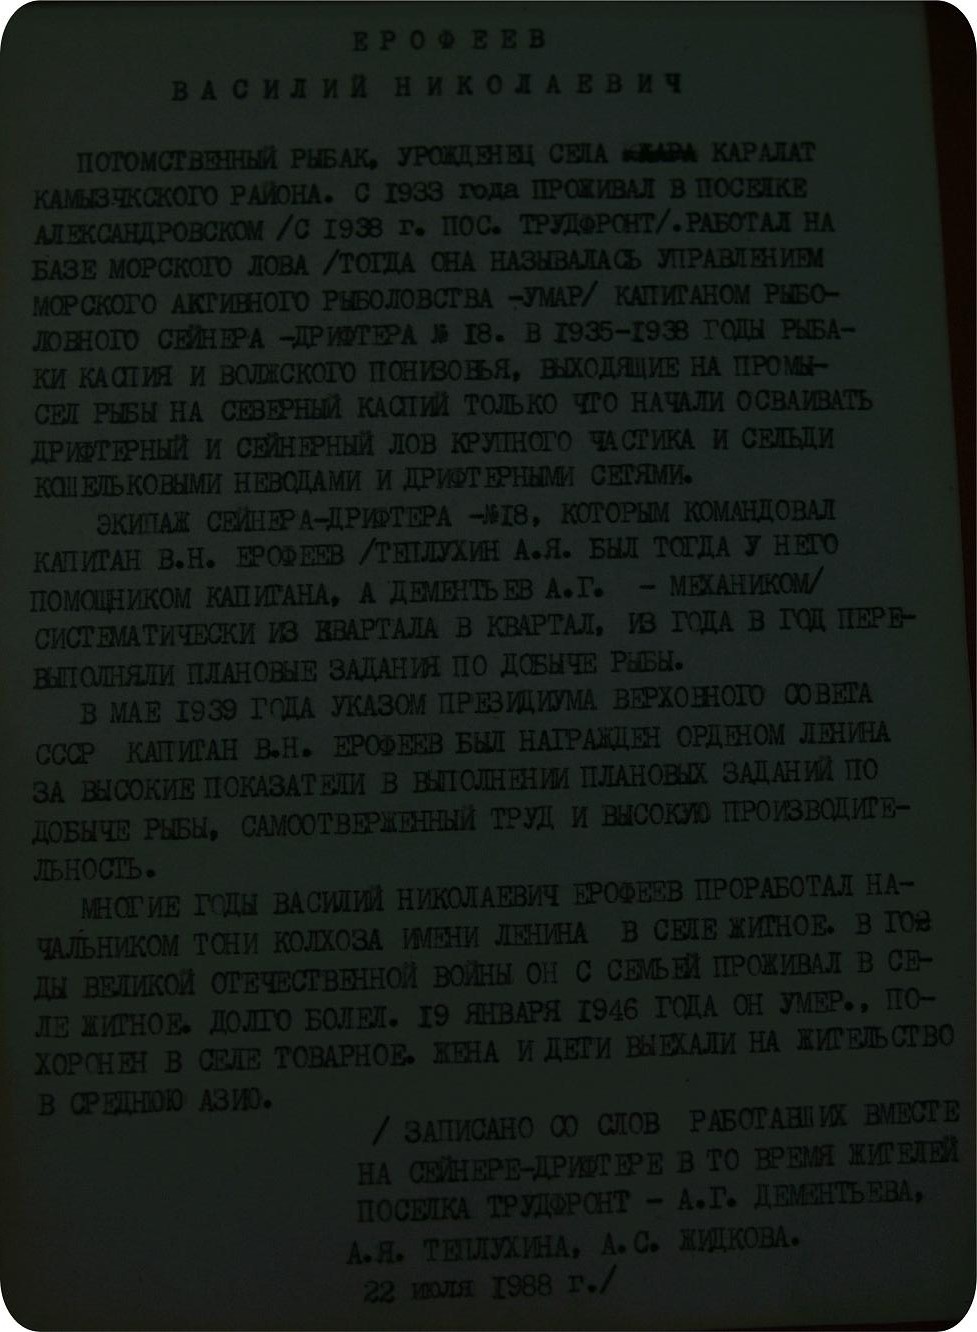 ЕРОФЕЕВ
ВАСИЛИЙ НИКОЛАЕВИЧ
ПОТОМСТВЕННЫЙ РЫБАК, УРОЖДЕНЕЦ СЕЛА КАРАЛАТ
КАМЫЗЧКСКОГО РАЙОНА. С 1933 года ПРОЖИВАЛ В ПОСЕЛКЕ
АЛЕКСАНДРОВСКОМ /С 1938 г. ПОС. ТРУДФРОНТ/.РАБОТАЛ НА
БАЗЕ МОРСКОГО ЛОВА /ТОГДА ОНА НАЗЫВАЛАСЬ УПРАВЛЕНИЕМ
МОРСКОГО АКТИВНОГО РЫБОЛОВСТВА -УМАР/ КАПИТАНОМ РЫБО-
ЛОВНОГО СЕЙНЕРА -ДРИФТЕРА № 18. В 1935-1938 ГОДЫ РЫБА-
КИ КАСПИЯ И ВОЛЖСКОГО ПОНИЗОВЬЯ, ВЫХОДЯЩИЕ НА ПРОМЫ-
СЕЛ РЫБЫ НА СЕВЕРНЫЙ КАСПИЙ ТОЛЬКО ЧТО НАЧАЛИ ОСВАИВАТЬ
ДРИФТЕРНЫЙ И СЕЙНЕРНЫЙ ЛОВ КРУПНОГО ЧАСТИКА И СЕЛЬДИ
КОШЕЛЬКОВЫМИ НЕВОДАМИ И ДРИФТЕРНЫМИ СЕТЯМИ.
ЭКИПАЖ СЕЙНЕРА-ДРИФТЕРА -№18, КОТОРЫМ КОМАНДОВАЛ
КАПИТАН В.Н. ЕРОФЕЕВ /ТЕПЛУХИН А.Я. БЫЛ ТОГДА У НЕГО
ПОМОЩНИКОМ КАПИТАНА, А ДЕМЕНТЬЕВ А.Г. - МЕХАНИКОМ/
СИСТЕМАТИЧЕСКИ ИЗ КВАРТАЛА В КВАРТАЛ, ИЗ ГОДА В ГОД ПЕРЕ-
ВЫПОЛНЯЛИ ПЛАНОВЫЕ ЗАДАНИЯ ПО ДОБЫЧЕ РЫБЫ.
В МАЕ 1939 ГОДА УКАЗОМ ПРЕЗИДИУМА ВЕРХОВНОГО СОВЕТА
СССР КАПИТАН В.Н. ЕРОФЕЕВ БЫЛ НАГРАЖДЕН ОРДЕНОМ ЛЕНИНА
ЗА ВЫСОКИЕ ПОКАЗАТЕЛИ В ВЫПОЛНЕНИИ ПЛАНОВЫХ ЗАДАНИЙ ПО
ДОБЫЧЕ РЫБЫ, САМООТВЕРЖЕННЫЙ ТРУД И ВЫСОКУЮ ПРОИЗВОДИТЕ-
ЛЬНОСТЬ.
МНОГИЕ ГОДЫ ВАСИЛИЙ НИКОЛАЕВИЧ ЕРОФЕЕВ ПРОРАБОТАЛ НА-
ЧАЛЬНИКОМ ТОНИ КОЛХОЗА ИМЕНИ ЛЕНИНА В СЕЛЕ ЖИТНОЕ. В ГО
ДЫ ВЕЛИКОЙ ОТЕЧЕСТВЕННОЙ ВОЙНЫ ОН С СЕМЬЕЙ ПРОЖИВАЛ В СЕ-
ЛЕ ЖИТНОЕ. ДОЛГО БОЛЕЛ. 19 ЯНВАРЯ 1946 ГОДА ОН УМЕР., ПО-
ХОРОНЕН В СЕЛЕ ТОВАРНОЕ. ЖЕНА И ДЕТИ ВЫЕХАЛИ НА ЖИТЕЛЬСТВО
В СРЕДНЮЮ АЗИЮ.
/ ЗАПИСАНО СО СЛОВ РАБОТАВШИХ ВМЕСТЕ
НА СЕЙНЕРЕ-ДРИФТЕРЕ В ТО ВРЕМЯ ЖИТЕЛЕЙ
ПОСЕЛКА ТРУДФРОНТ - А.Г. ДЕМЕНТЬЕВА,
А.Я. ТЕПЛУХИНА, А.С. ЖИДКОВА.
22 июля 1988 г./